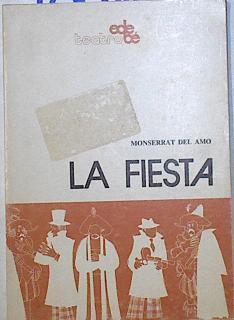 teatro edebé
MONSERRAT DEL AMO
LA FIESTA